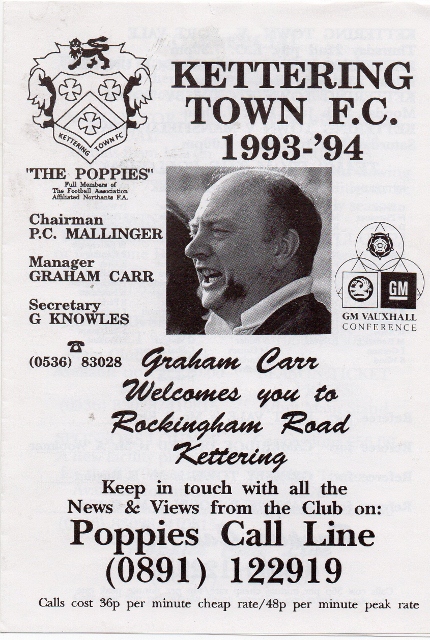 KETTERING
TOWN F.C.
1993-'94
KETTERING TOWN FC
"THE POPPIES"
Full Members of
The Football Association
Affiliated Northants F.A.
Chairman
P.C. MALLINGER
Manager
GRAHAM CARR
Secretary
G KNOWLES
(0536) 83028
GM
GM VAUXHALL
CONFERENCE
Graham Carr
Welcomes you to
Rockingham Road
Kettering
Keep in touch with all the
News & Views from the Club on:
Poppies Call Line
(0891) 122919
Calls cost 36p per minute cheap rate/48p per minute peak rate